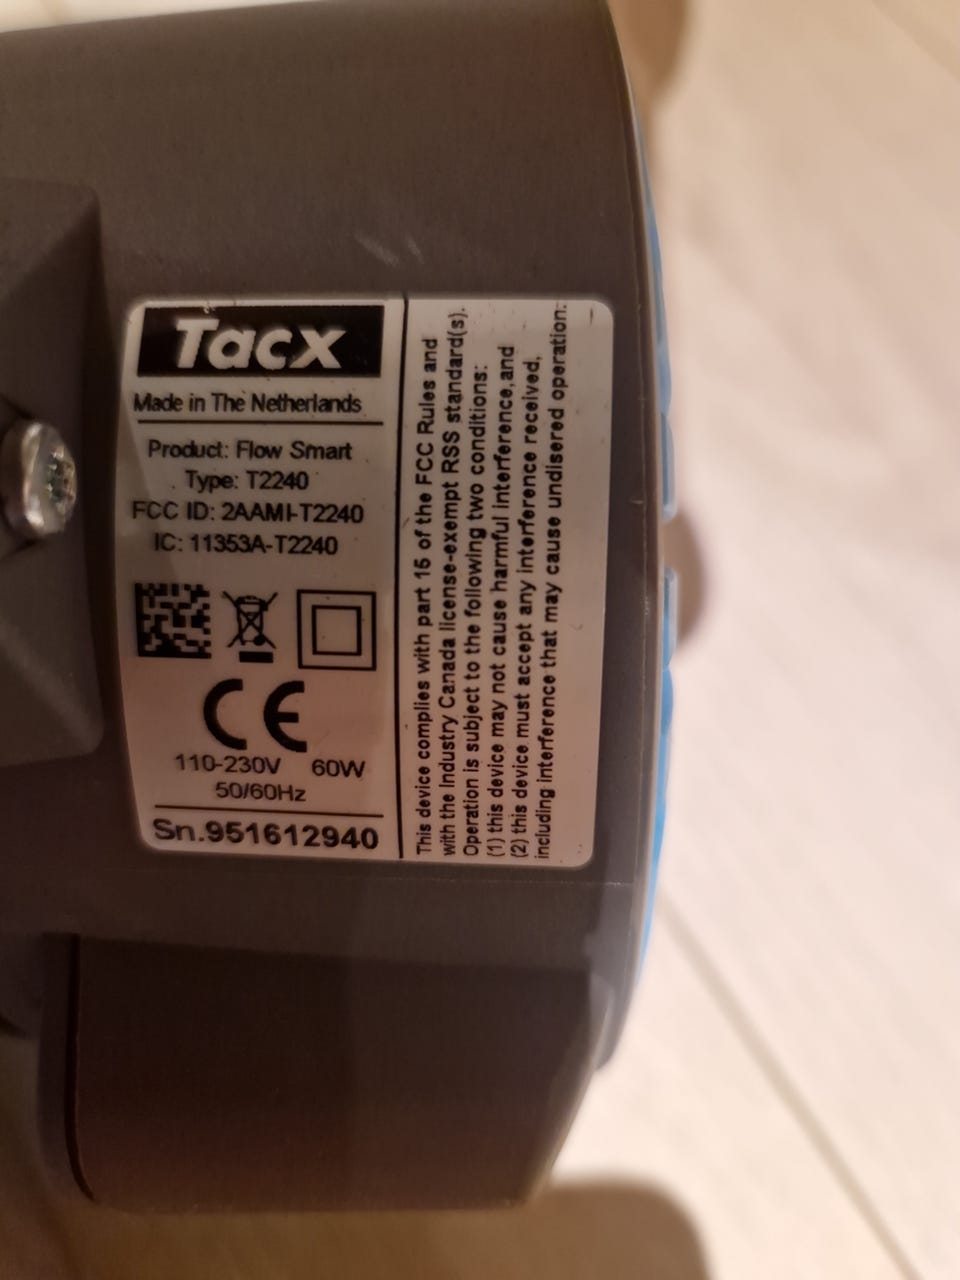 Tacx
Made in The Netherlands
Product: Flow Smart
Type: T2240
FCC ID: 2AAMI-T2240
IC: 11353A-T2240
CE
110-230V 60W
50/60Hz
Sn.951612940
This device complies with part 15 of the FCC Rules and
with the Industry Canada license-exempt RSS standard(s).
Operation is subject to the following two conditions:
(1) this device may not cause harmful interference,and
(2) this device must accept any interference received,
including interference that may cause undisered operation: